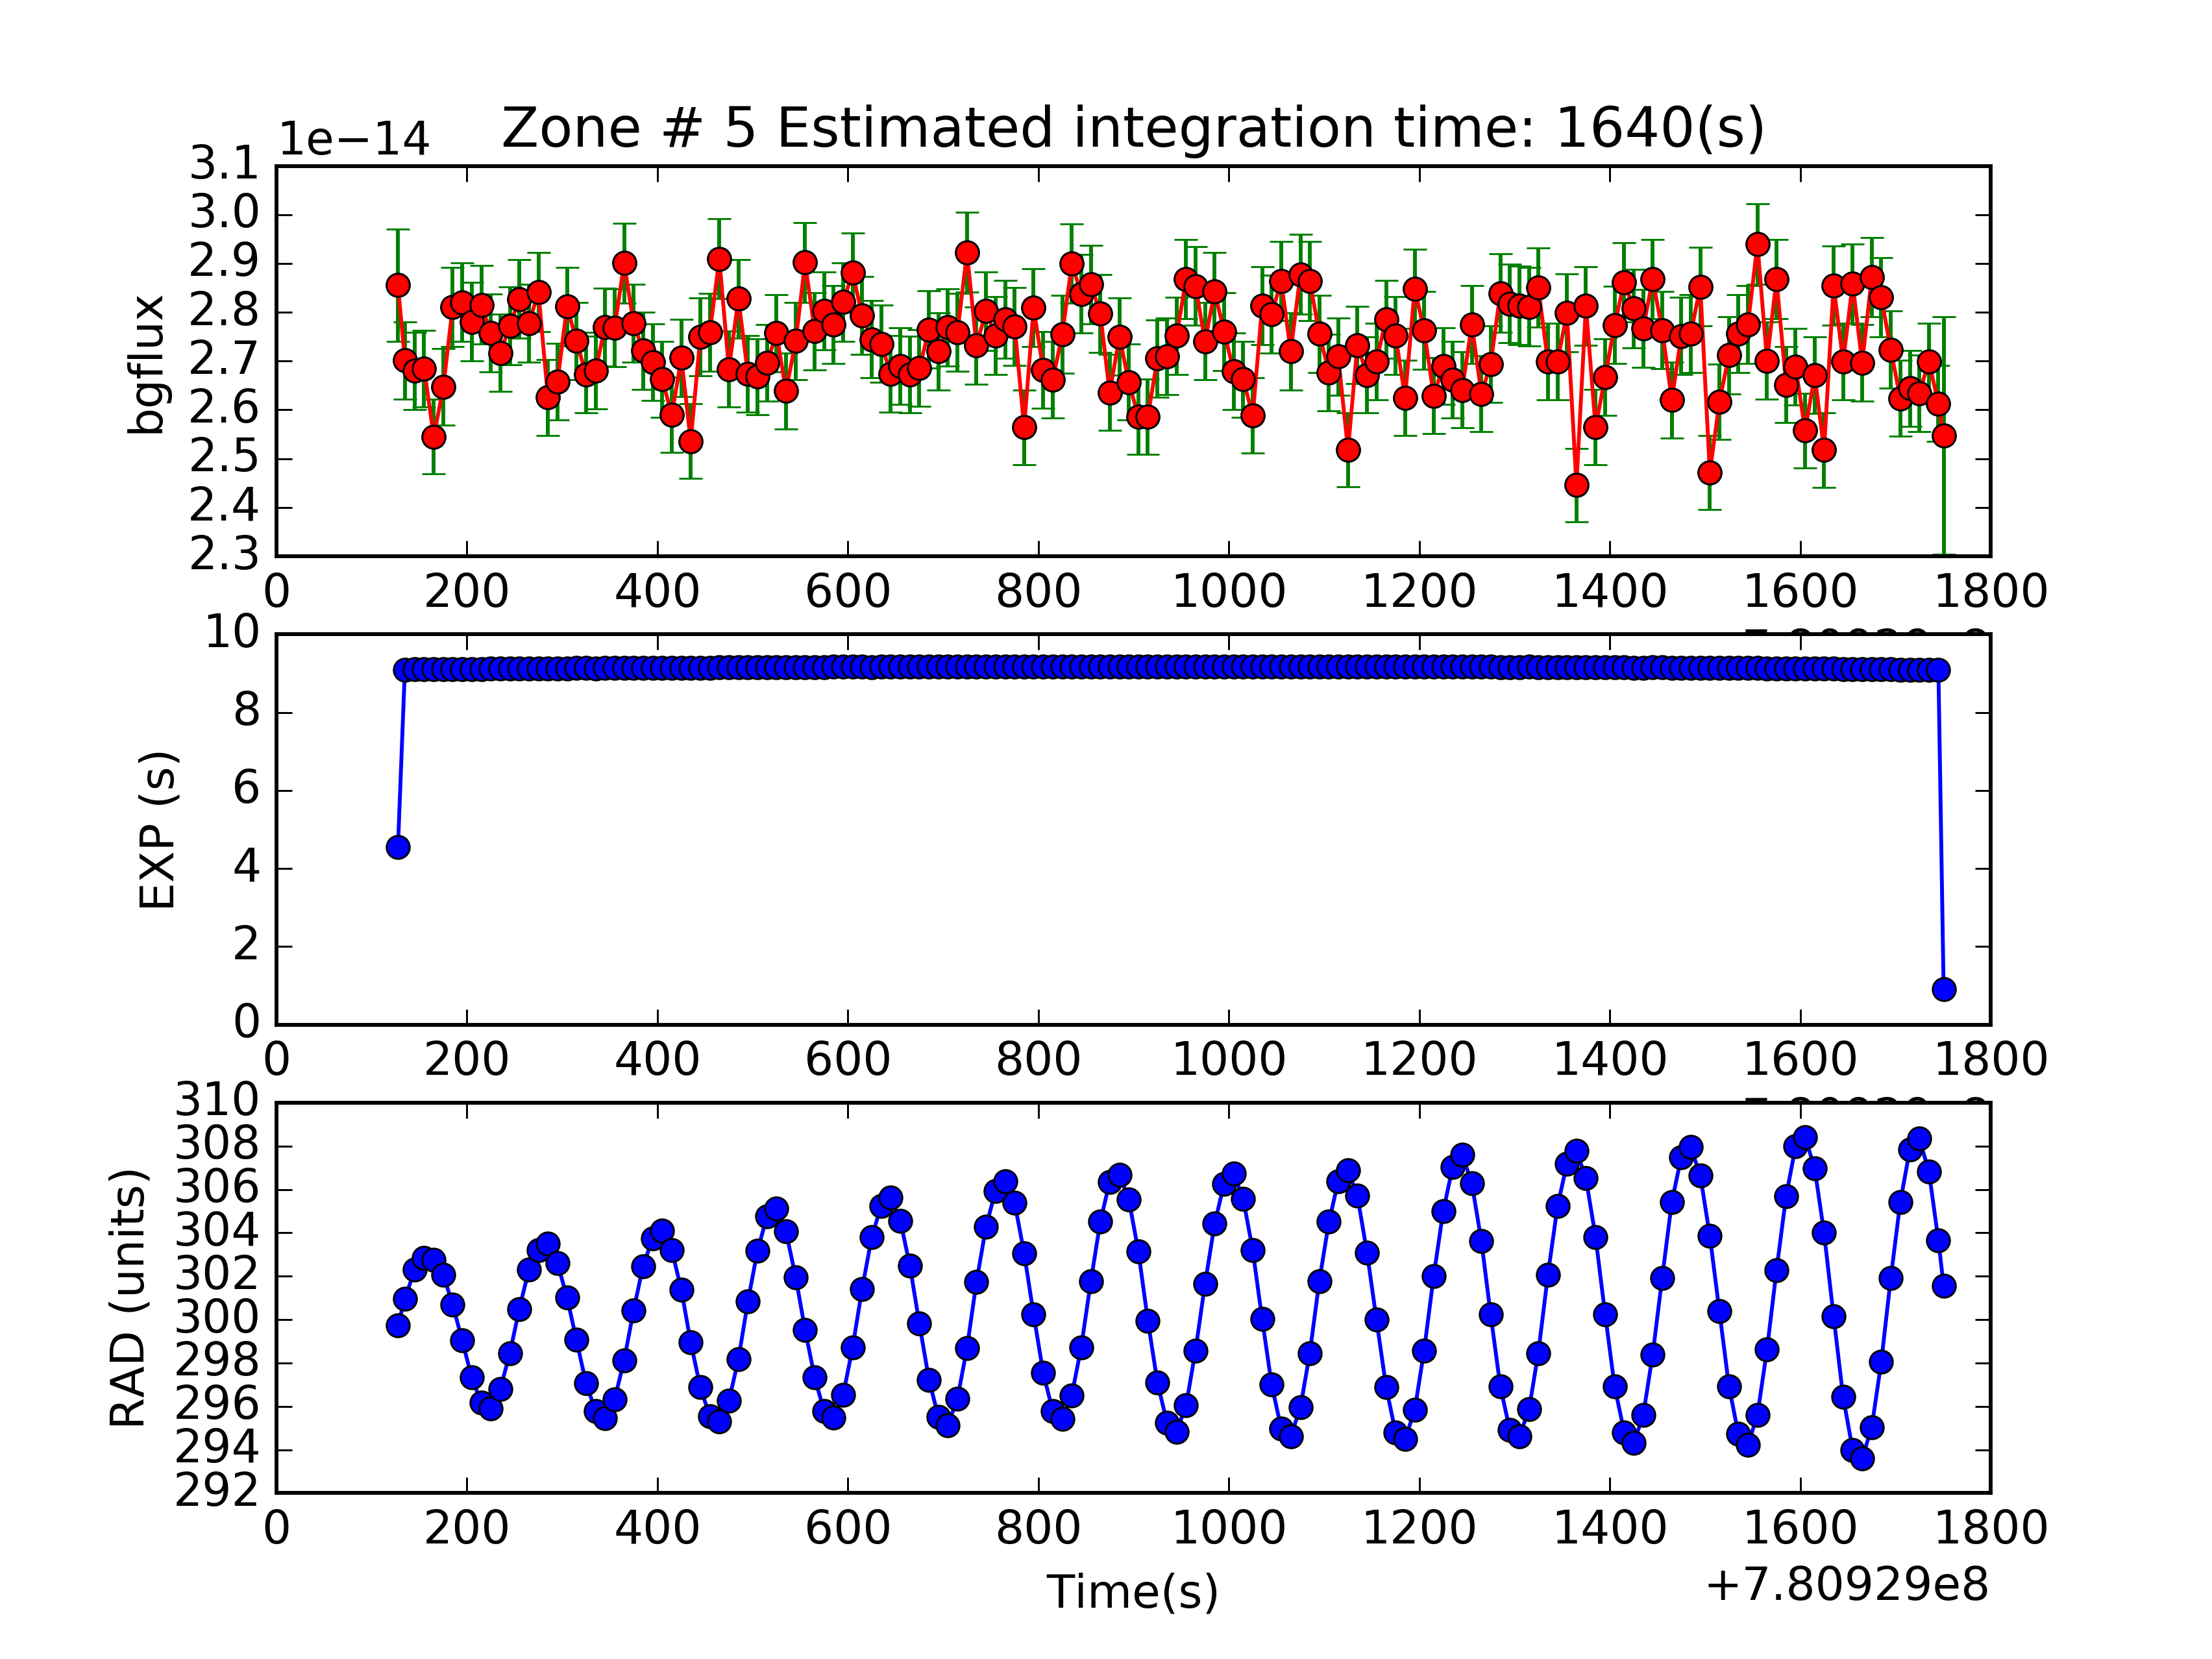 1e−14
Zone # 5 Estimated integration time: 1640(s)
3.1
3.0
2.9
2.8
2.7
2.6
2.5
2.4
2.3
bgflux
0 200 400 600 800 1000 1200 1400 1600 1800
10
8
6
4
2
0
EXP (s)
0 200 400 600 800 1000 1200 1400 1600 1800
310
308
306
304
302
300
298
296
294
292
RAD (units)
0 200 400 600 800 1000 1200 1400 1600 1800
Time(s)
+7.80929e8